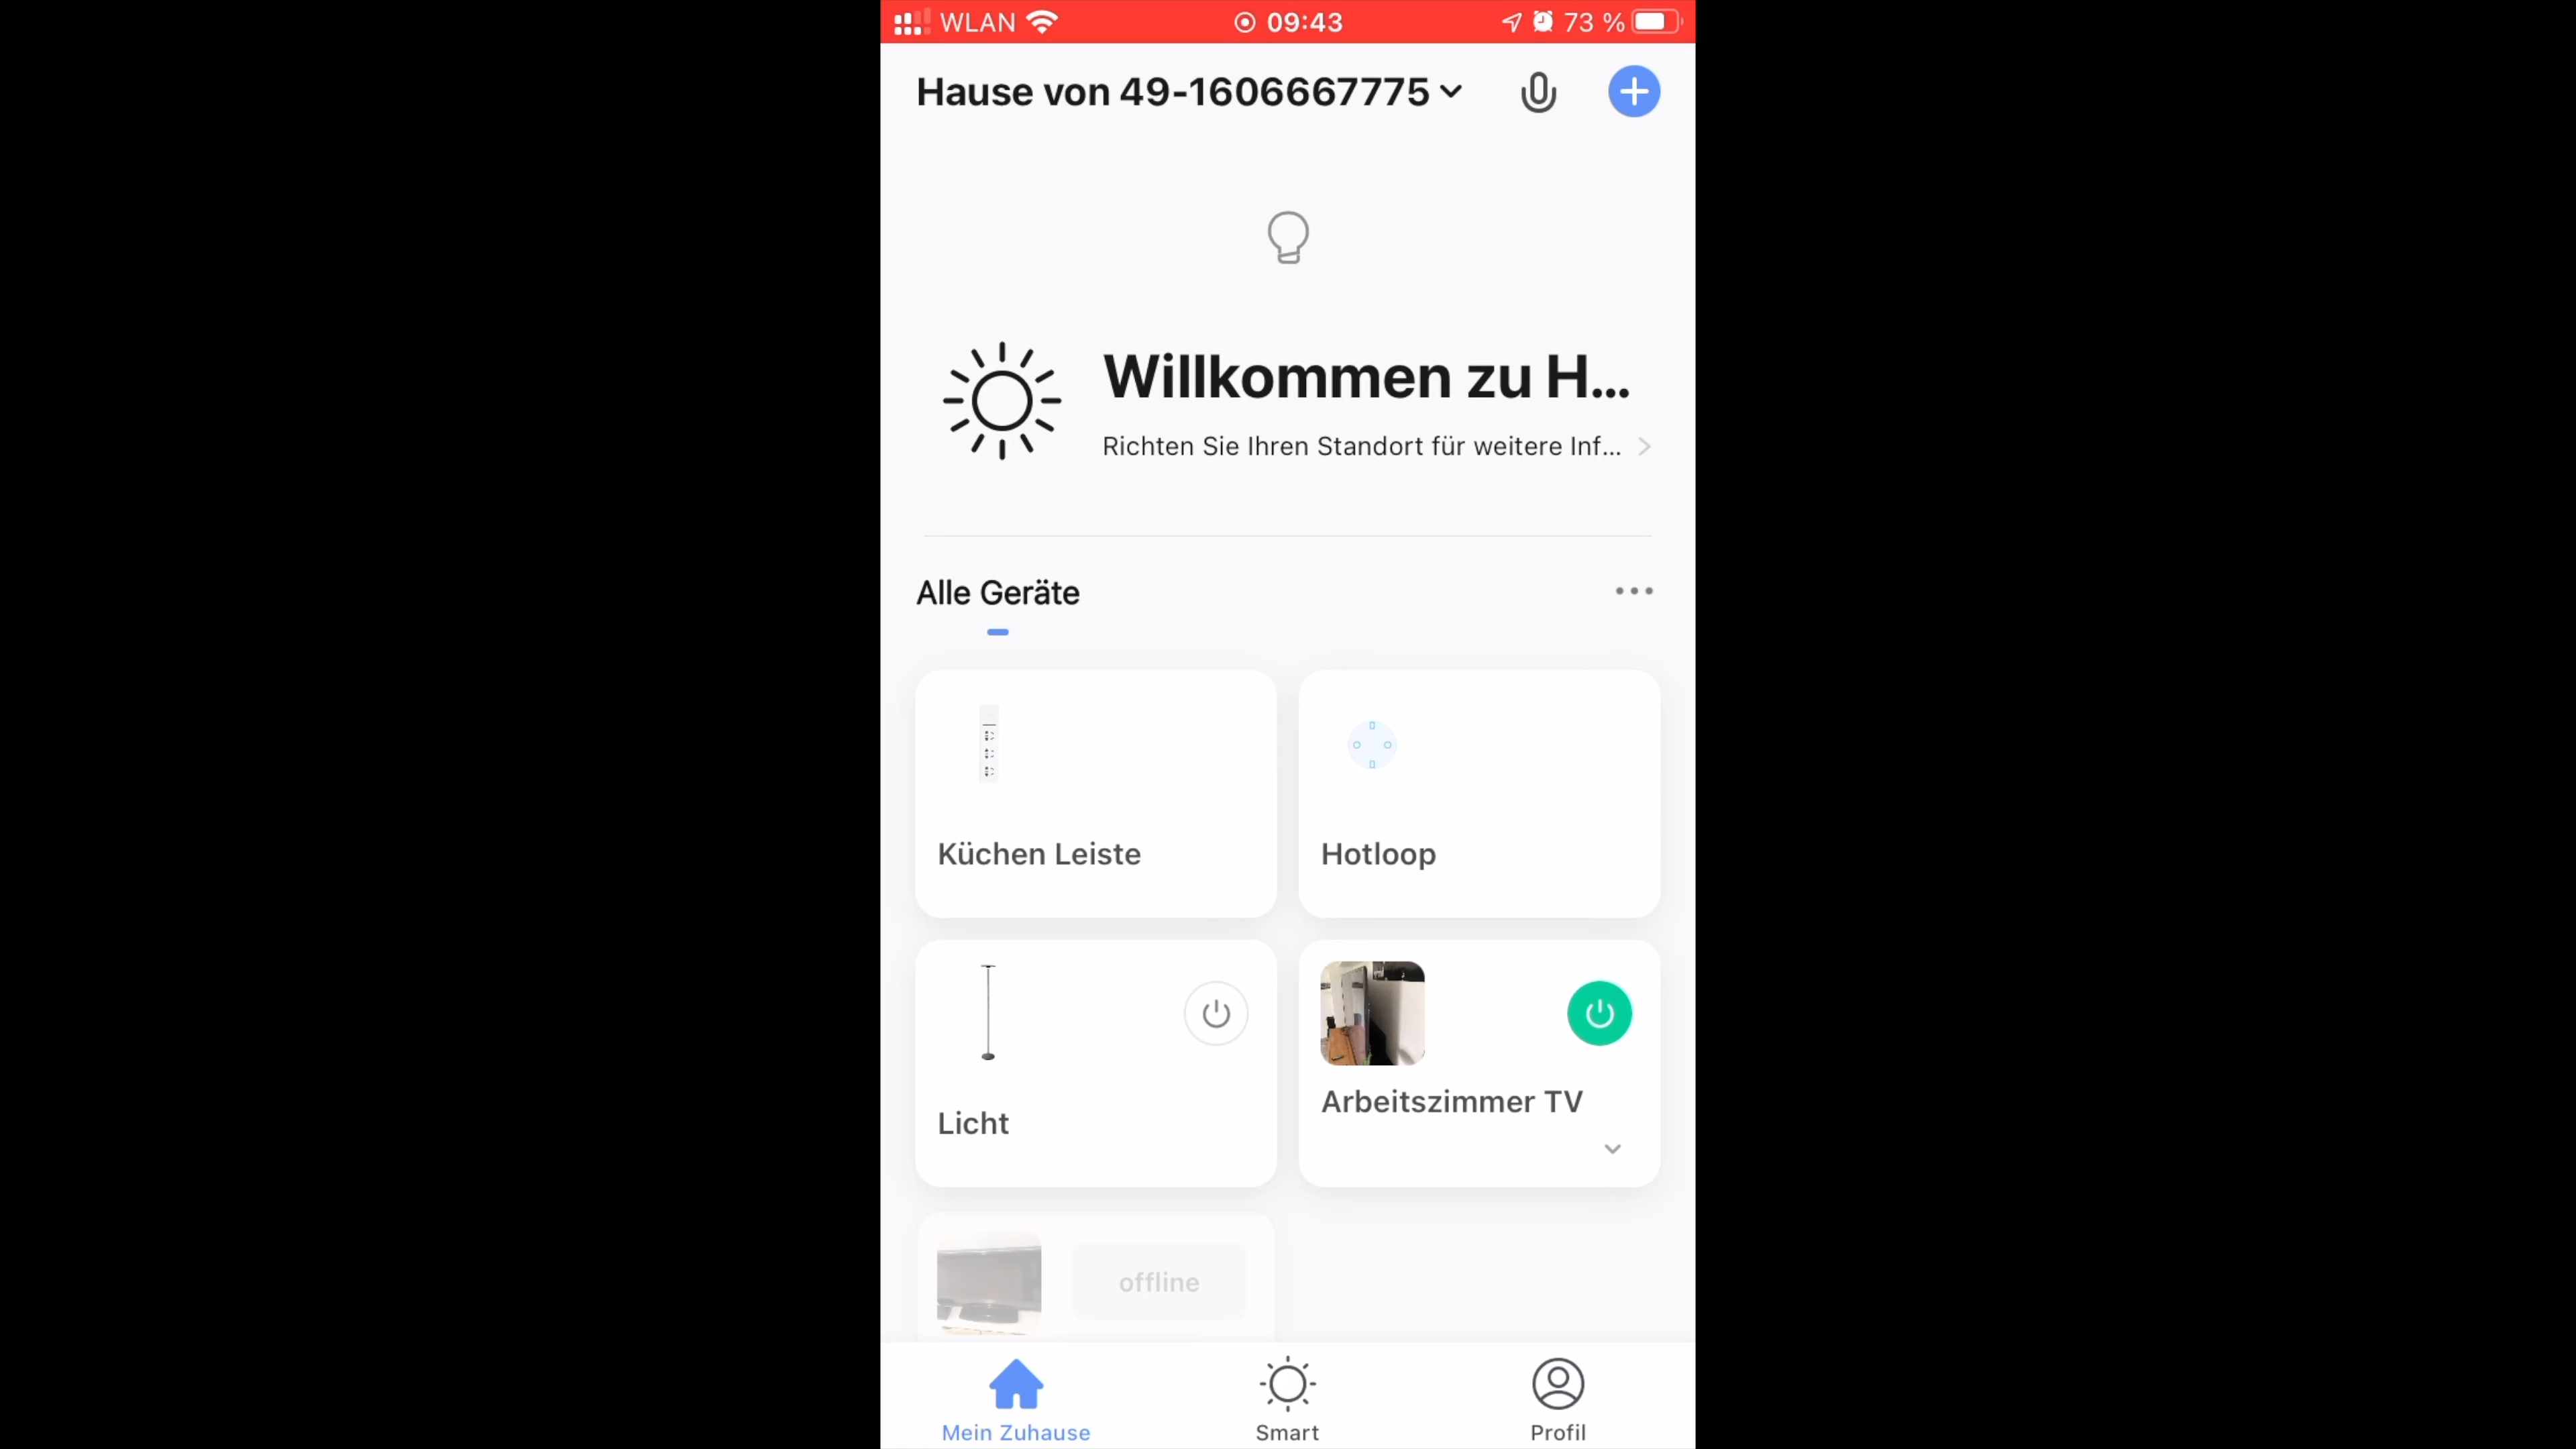 WLAN 09:43 73 %
Hause von 49-1606667775
Willkommen zu H...
Richten Sie Ihren Standort für weitere Inf...
Alle Geräte
Küchen Leiste
Hotloop
Licht
Arbeitszimmer TV
offline
Mein Zuhause
Smart
Profil